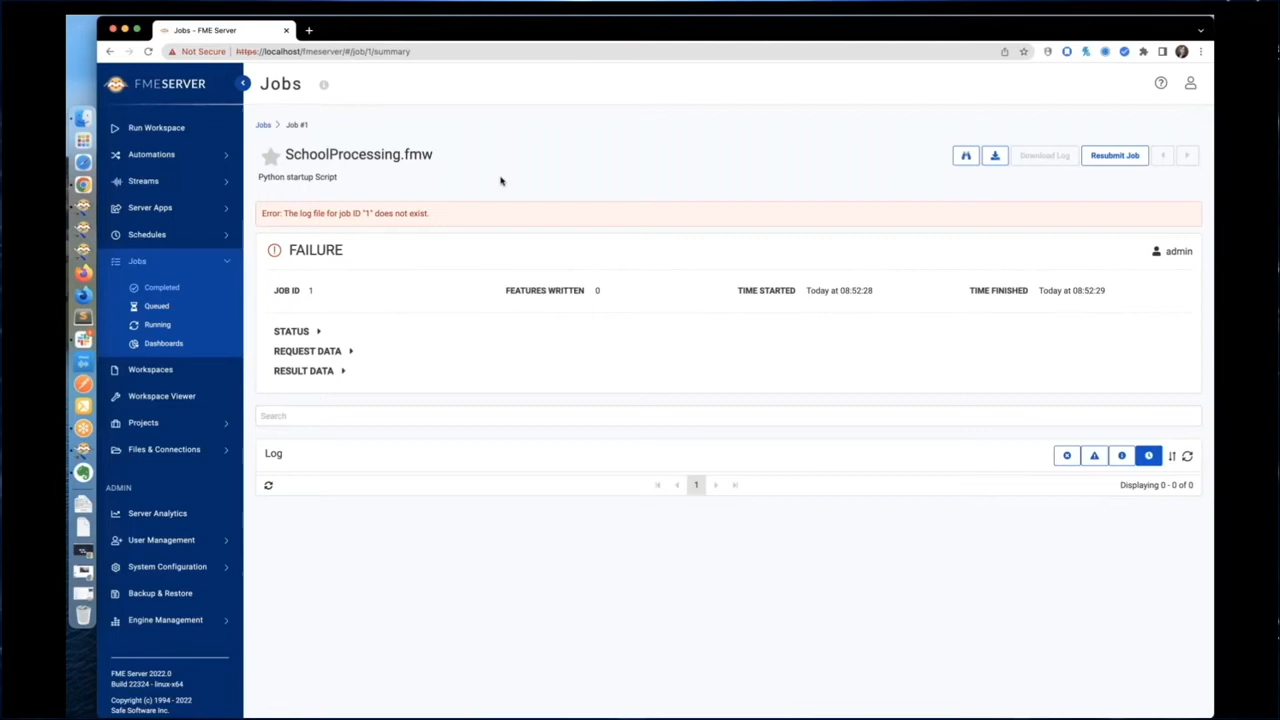 Jobs - FME Server
Not Secure | https://localhost/fmeserver/#/job/1/summary
FMESERVER
Jobs
Run Workspace
Automations
Streams
Server Apps
Schedules
Jobs
Completed
Queued
Running
Dashboards
Workspaces
Workspace Viewer
Projects
Files & Connections
ADMIN
Server Analytics
User Management
System Configuration
Backup & Restore
Engine Management
FME Server 2022.0
Build 22324 - linux-x64
Copyright (c) 1994 - 2022
Safe Software Inc.
Jobs > Job #1
SchoolProcessing.fmw
Python startup Script
Download Log
Resubmit Job
Error: The log file for job ID "1" does not exist.
FAILURE
admin
JOB ID 1
FEATURES WRITTEN 0
TIME STARTED Today at 08:52:28
TIME FINISHED Today at 08:52:29
STATUS
REQUEST DATA
RESULT DATA
Search
Log
1
Displaying 0 - 0 of 0